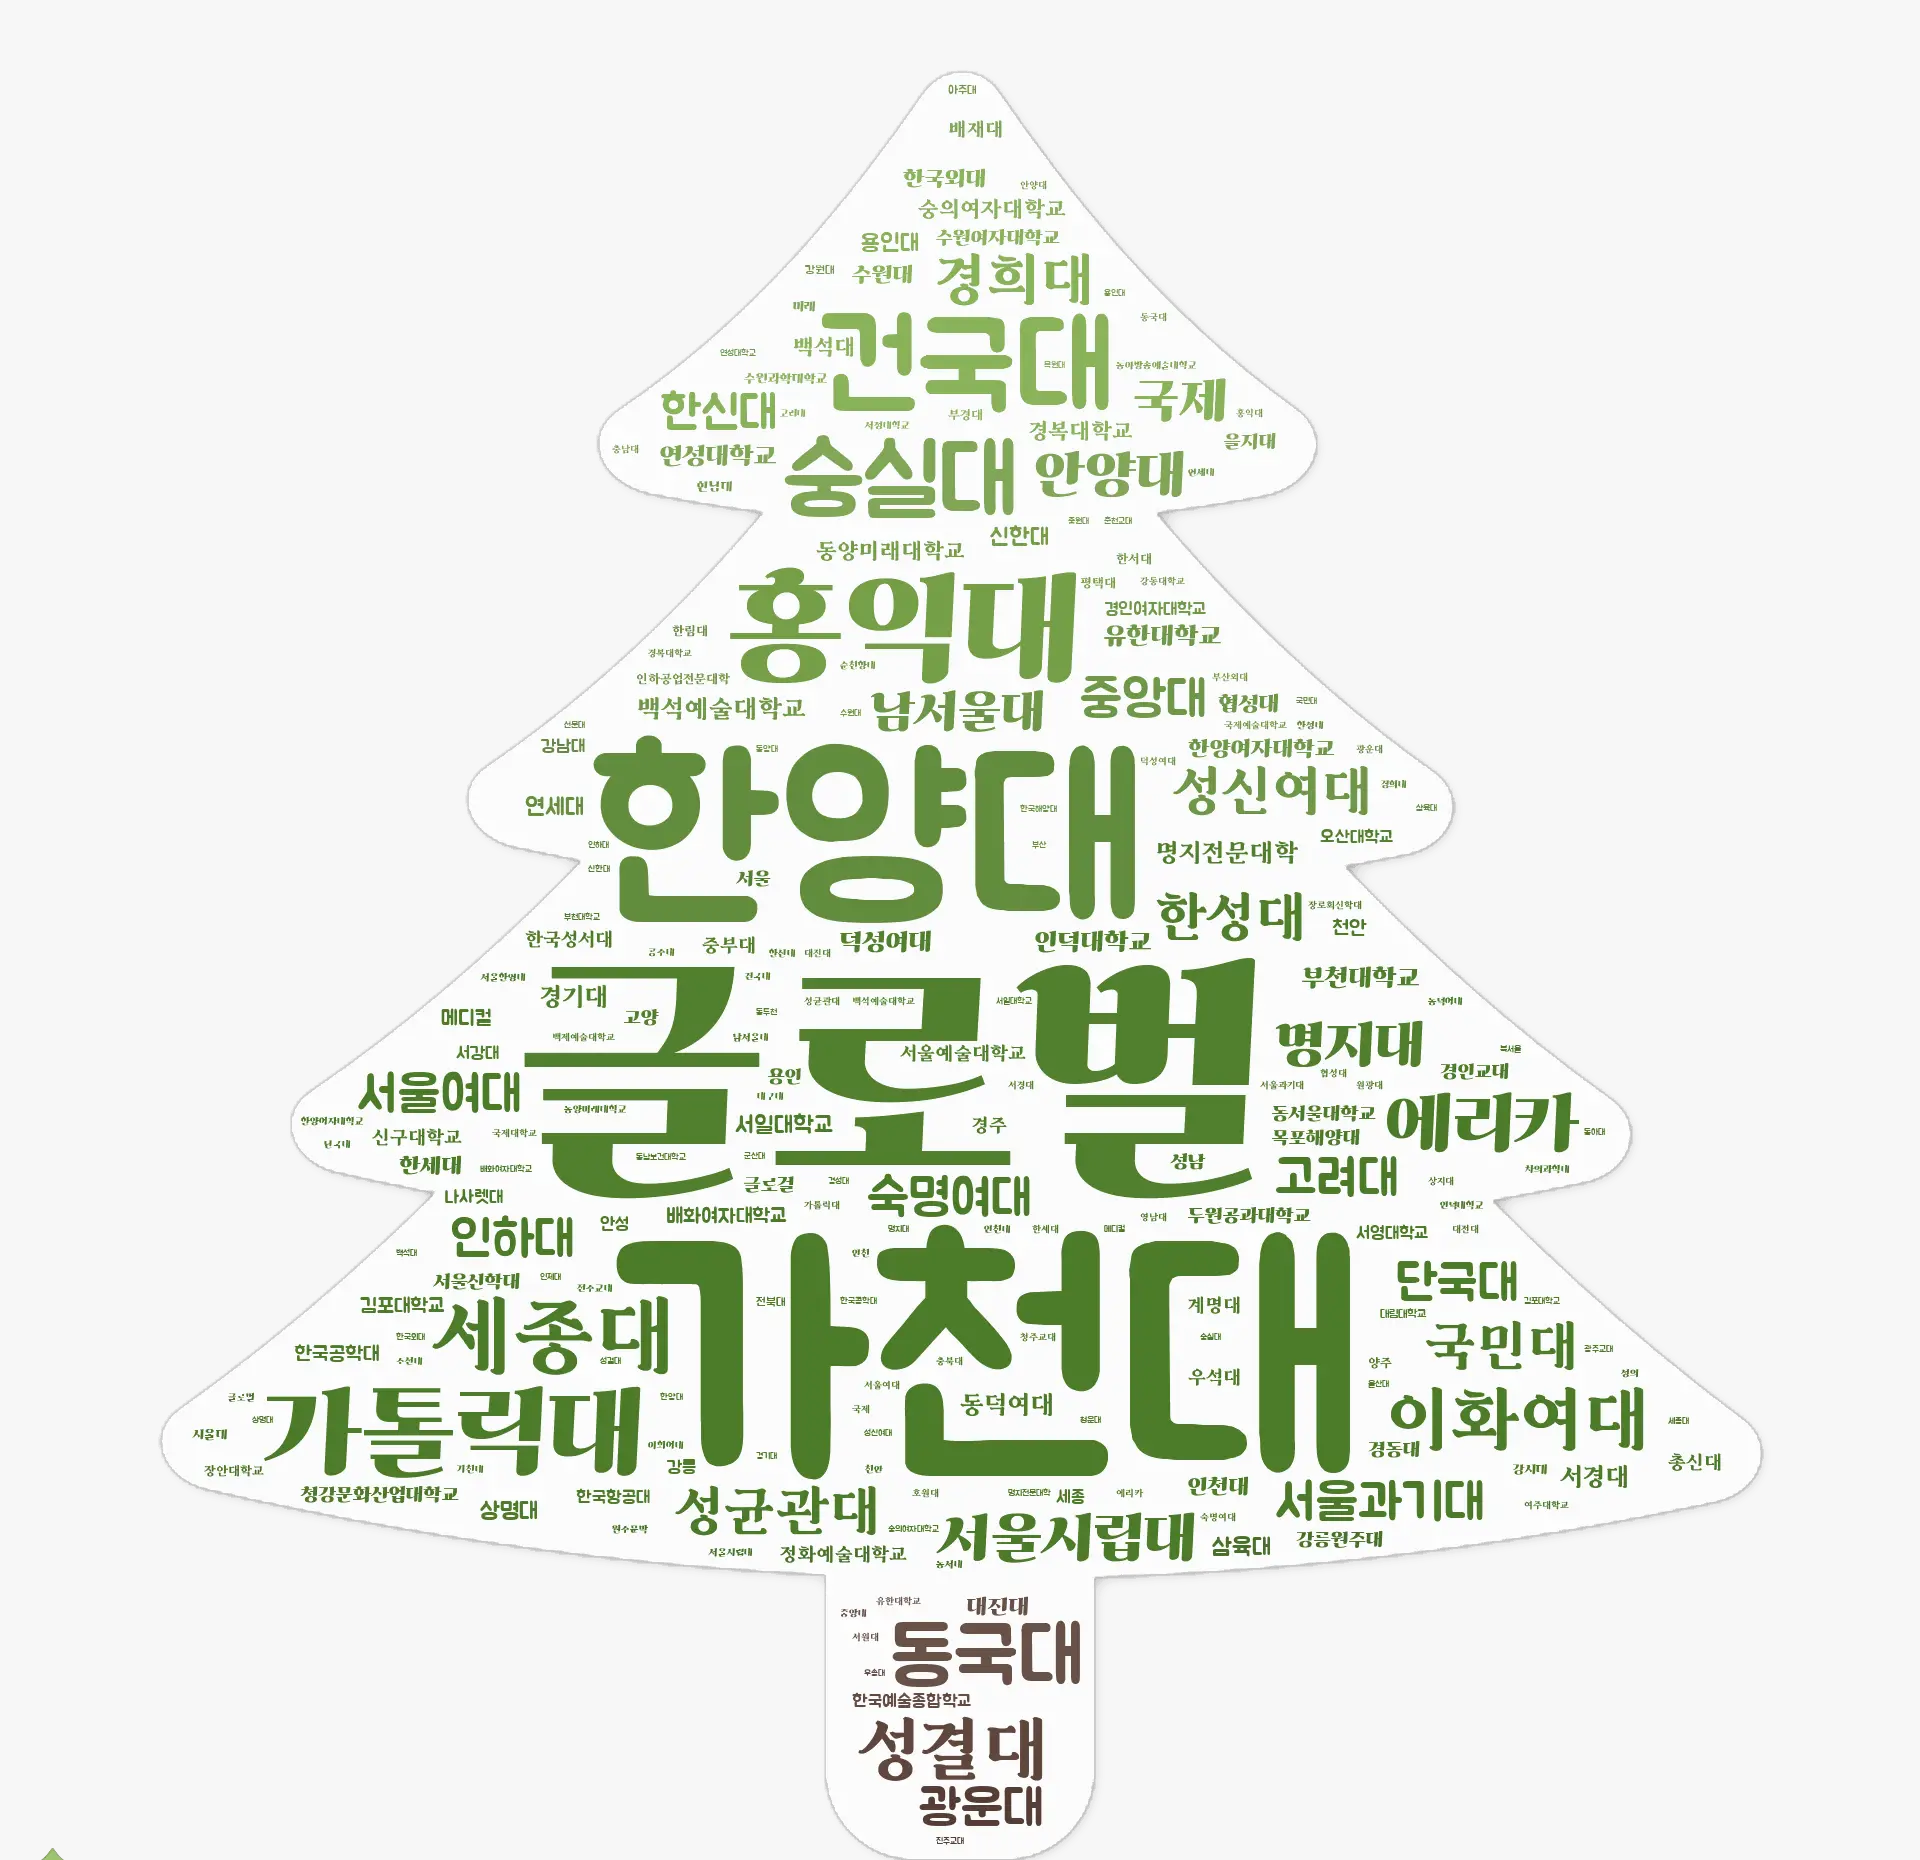 아주대
배재대
한국외대
안양대
숭의여자대학교
용인대 수원여자대학교
강원대 수원대 경희대
용인대
미래
건국대
동국대
백석대
연성대학교
목원대
동아방송예술대학교
수원과학대학교
한신대
고려대
국제
홍익대
부경대
서정대학교
경복대학교
을지대
충남대
연성대학교
숭실대
안양대
연세대
한남대
춘천교대
신한대
동양미래대학교
한서대
홍익대
평택대
강동대학교
경인여자대학교
한림대
유한대학교
경복대학교
순천향대
인하공업전문대학
부산외대
백석예술대학교
수원대
남서울대
중앙대
협성대
국민대
국제예술대학교
한성대
선문대
강남대
한양대
동양대
한양여자대학교
광운대
덕성여대
성신여대
경희대
연세대
한국해양대
삼육대
오산대학교
인하대
부산
명지전문대학
신한대
서울
한성대
장로회신학대
부천대학교
천안
한국성서대
공주대
중부대
한신대
대진대
덕성여대
인덕대학교
글로벌
서울한영대
건국대
부천대학교
경기대
성균관대
백석예술대학교
서일대학교
동덕여대
메디컬
고양
동두천
백제예술대학교
남서울대
명지대
서강대
서울예술대학교
북서울
서울여대
용인
서경대
서울과기대
협성대
원광대
경인교대
대구대
동양미래대학교
한양여자대학교
신구대학교
국제대학교
서일대학교
경주
동서울대학교
에리카
동아대
목포해양대
단국대
한세대
배화여자대학교
동남보건대학교
군산대
성남
고려대
차의과학대
나사렛대
글로컬
경성대
숙명여대
상지대
가톨릭대
인덕대학교
인하대
안성
배화여자대학교
명지대
인천대
한세대
메디컬
영남대
두원공과대학교
서영대학교
대전대
백석대
가천대
인천
서울신학대
인제대
전주교대
단국대
김포대학교
세종대
전북대
한국공학대
계명대
김포대학교
대림대학교
한국외대
청주교대
숭실대
국민대
광주교대
한국공학대
순천대
성결대
충북대
양주
글로벌
가톨릭대
한양대
서울여대
우석대
울산대
상명대
국제
동덕여대
한문대
이화여대
세종대
서울대
성신여대
이화여대
경동대
장안대학교
가천대
강릉
경기대
천안
강서대
서경대
총신대
청강문화산업대학교
한국항공대
성균관대
호원대
명지전문대학
세종
에리카
인천대
서울과기대
여주대학교
상명대
원주문막
숭의여자대학교
서울시립대
숙명여대
강릉원주대
서울시립대
정화예술대학교
삼육대
유한대학교
중앙대
대진대
서원대
동국대
우송대
한국예술종합학교
성결대
광운대
진주교대